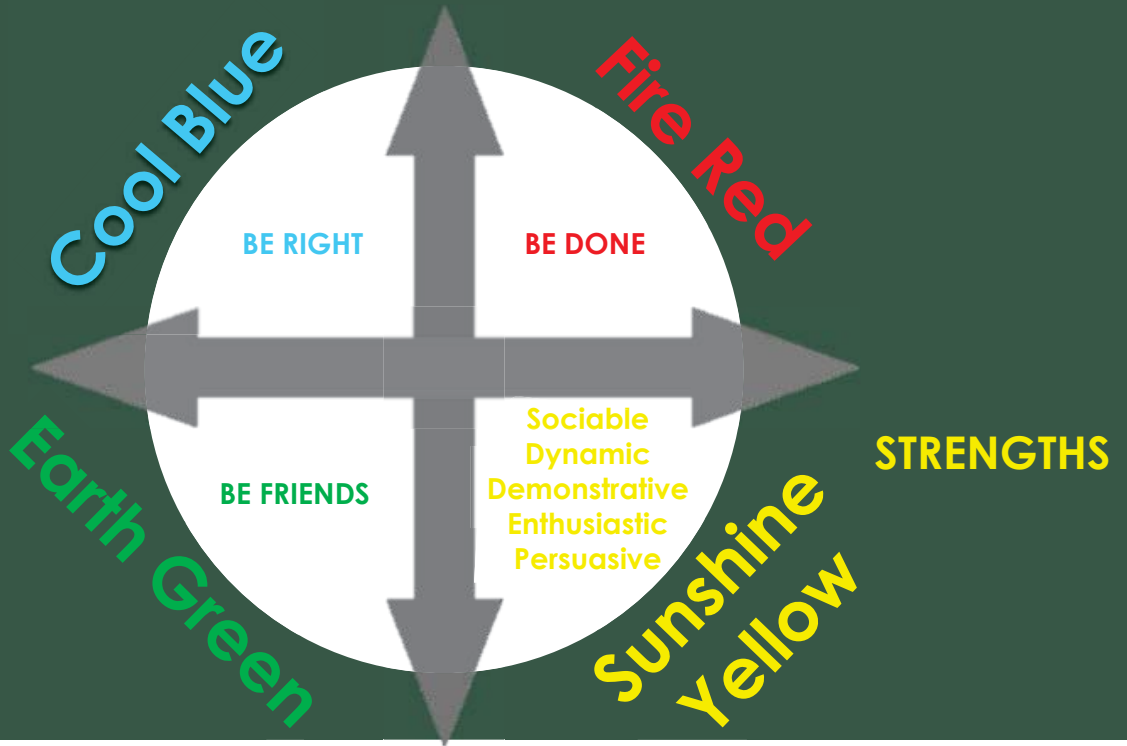 Cool Blue
Fire Red
BE RIGHT
BE DONE
Earth Green
BE FRIENDS
Sociable
Dynamic
Demonstrative
Enthusiastic
Persuasive
Sunshine
Yellow
STRENGTHS